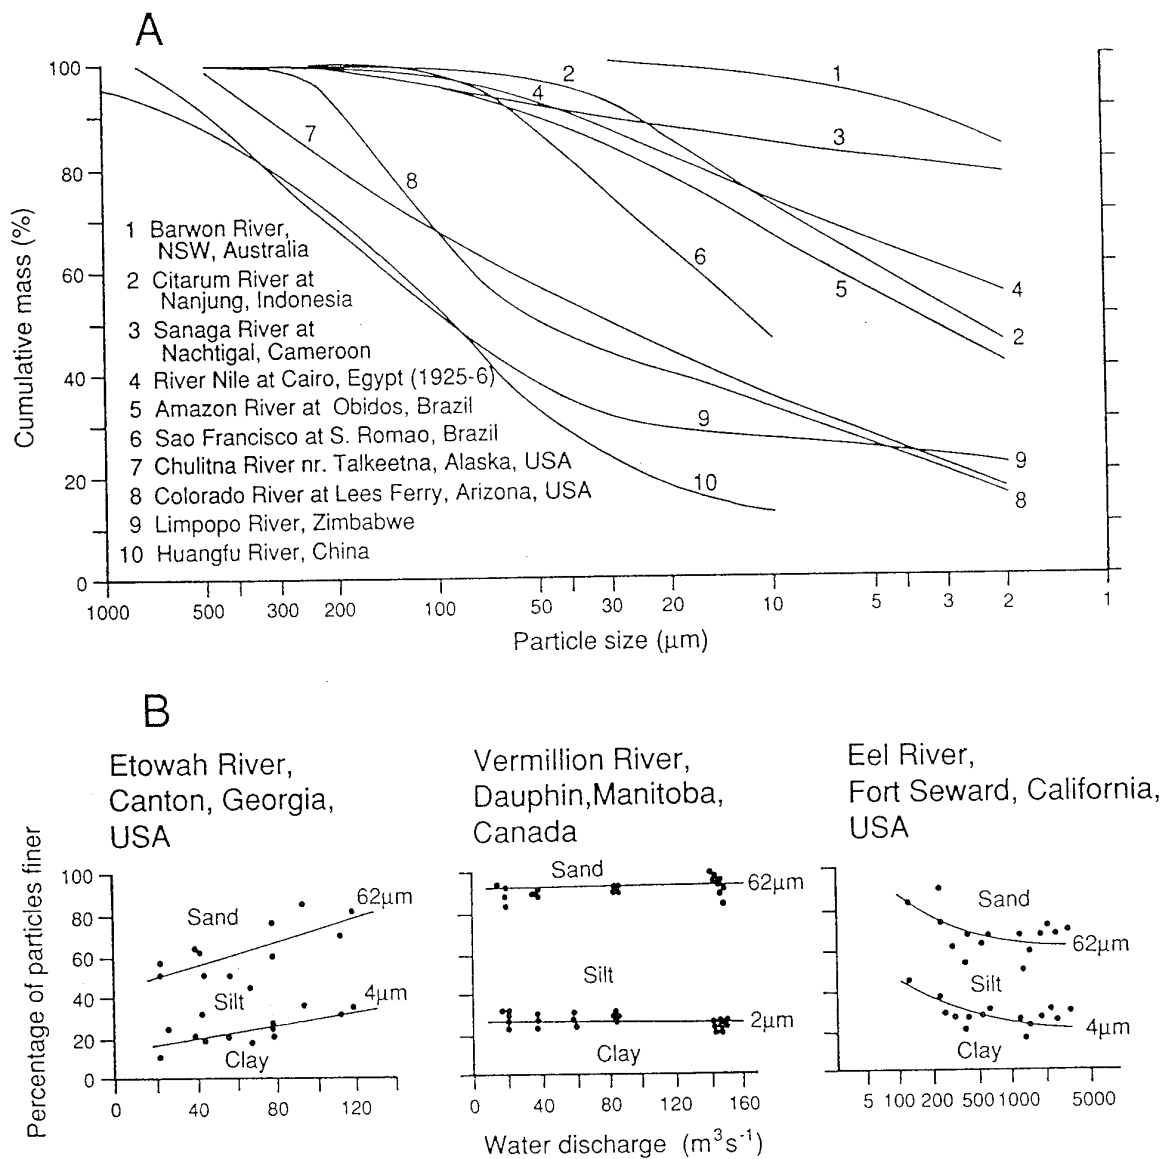 A
100
80
60
40
20
0
Cumulative mass (%)
1 Barwon River,
NSW, Australia
2 Citarum River at
Nanjung, Indonesia
3 Sanaga River at
Nachtigal, Cameroon
4 River Nile at Cairo, Egypt (1925-6)
5 Amazon River at Obidos, Brazil
6 Sao Francisco at S. Romao, Brazil
7 Chulitna River nr. Talkeetna, Alaska, USA
8 Colorado River at Lees Ferry, Arizona, USA
9 Limpopo River, Zimbabwe
10 Huangfu River, China
1
2
4
3
7
8
6
5
4
2
9
10
9
8
1000 500 300 200 100 50 30 20 10 5 3 2 1
Particle size (μm)
B
Etowah River,
Canton, Georgia,
USA
Percentage of particles finer
100
80
60
40
20
0
Sand
62μm
Silt
4μm
Clay
0 40 80 120
Vermillion River,
Dauphin,Manitoba,
Canada
Sand
62μm
Silt
2μm
Clay
0 40 80 120 160
Eel River,
Fort Seward, California,
USA
Sand
62μm
Silt
4μm
Clay
5 100 200 500 1000 5000
Water discharge (m³s⁻¹)